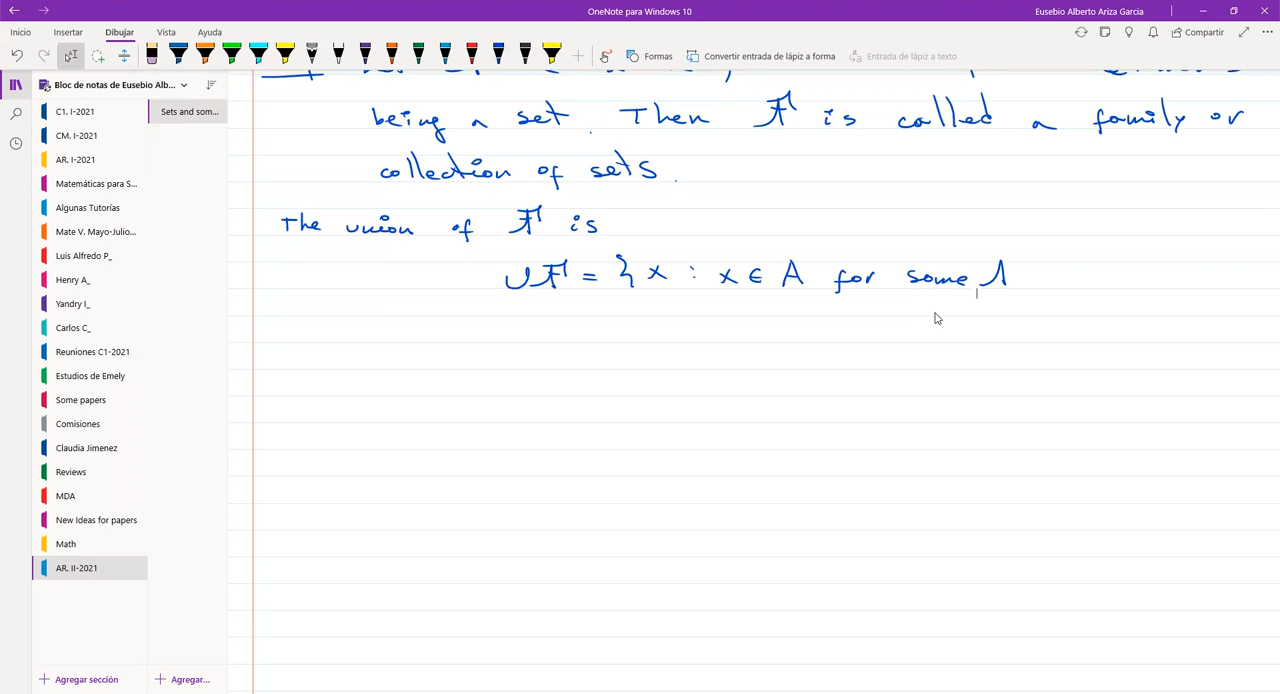 OneNote para Windows 10
Eusebio Alberto Ariza Garcia
Inicio Insertar Dibujar Vista Ayuda
Compartir
Formas Convertir entrada de lápiz a forma Entrada de lápiz a texto
Bloc de notas de Eusebio Alb...
C1. I-2021
CM. I-2021
AR. I-2021
Matemáticas para S...
Algunas Tutorías
Mate V. Mayo-Julio...
Luis Alfredo P_
Henry A_
Yandry I_
Carlos C_
Reuniones C1-2021
Estudios de Emely
Some papers
Comisiones
Claudia Jimenez
Reviews
MDA
New Ideas for papers
Math
AR. II-2021
Agregar sección
Sets and som...
Agregar...
being a set. Then ℱ is called a family or
collection of sets.
The union of ℱ is
∪ℱ = { x : x ∈ A for some